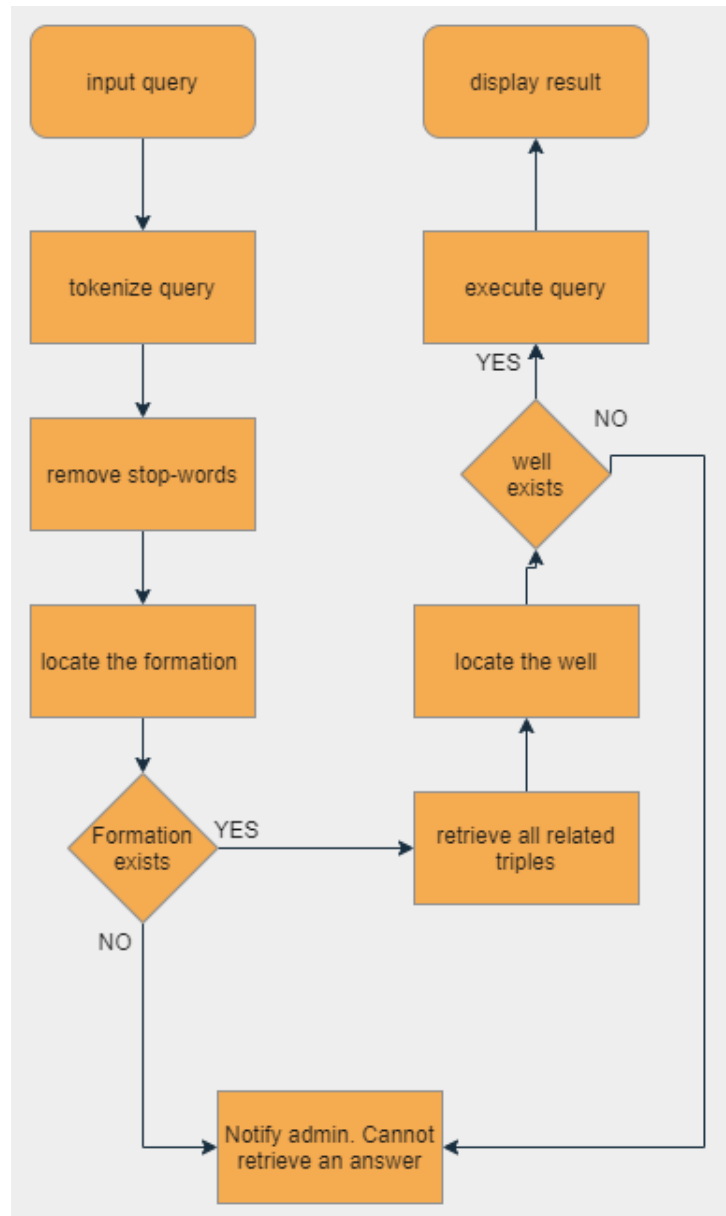 input query
tokenize query
remove stop-words
locate the formation
Formation
exists
YES
NO
retrieve all related
triples
locate the well
well
exists
YES
NO
execute query
display result
Notify admin. Cannot
retrieve an answer